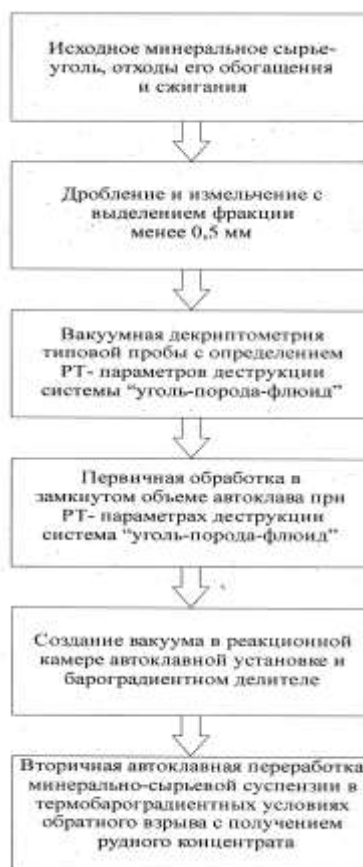 Исходное минеральное сырье-
уголь, отходы его обогащения
и сжигания
Дробление и измельчение с
выделением фракции
менее 0,5 мм
Вакуумная декриптометрия
типовой пробы с определением
РТ- параметров деструкции
системы “уголь-порода-флюид”
Первичная обработка в
замкнутом объеме автоклава при
РТ- параметрах деструкции
система “уголь-порода-флюид”
Создание вакуума в реакционной
камере автоклавной установке и
бароградиентном делителе
Вторичная автоклавная переработка
минерально-сырьевой суспензии в
термобароградиентных условиях
обратного взрыва с получением
рудного концентрата